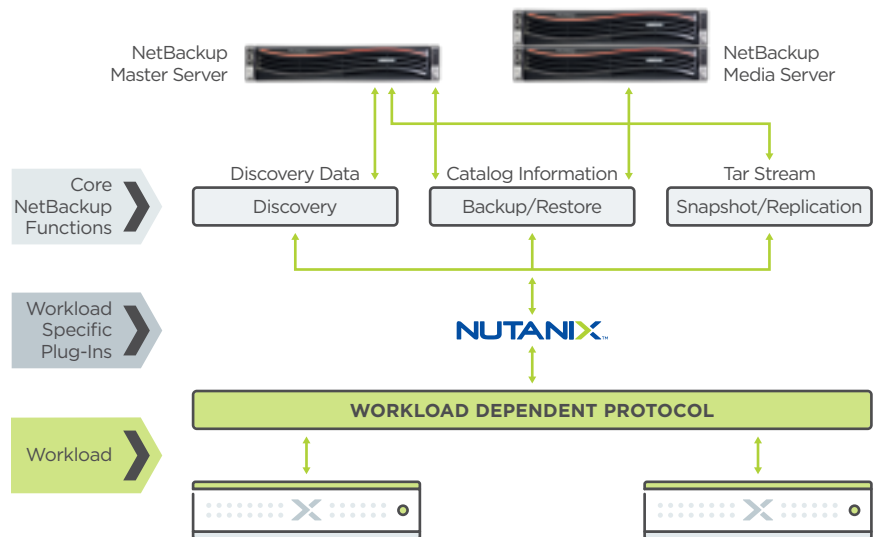 NetBackup
Master Server
NetBackup
Media Server
Core
NetBackup
Functions
Discovery Data
Catalog Information
Tar Stream
Discovery
Backup/Restore
Snapshot/Replication
Workload
Specific
Plug-Ins
NUTANIX™
WORKLOAD DEPENDENT PROTOCOL
Workload